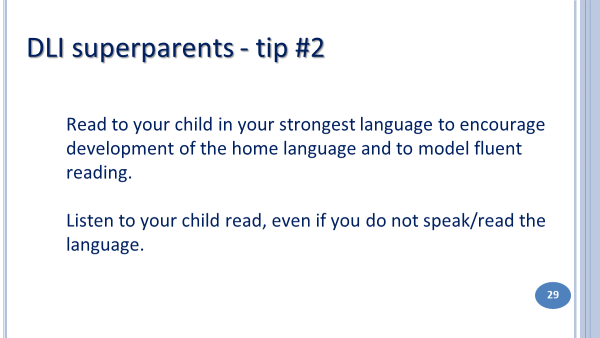 DLI superparents - tip #2
Read to your child in your strongest language to encourage
development of the home language and to model fluent
reading.
Listen to your child read, even if you do not speak/read the
language.
29